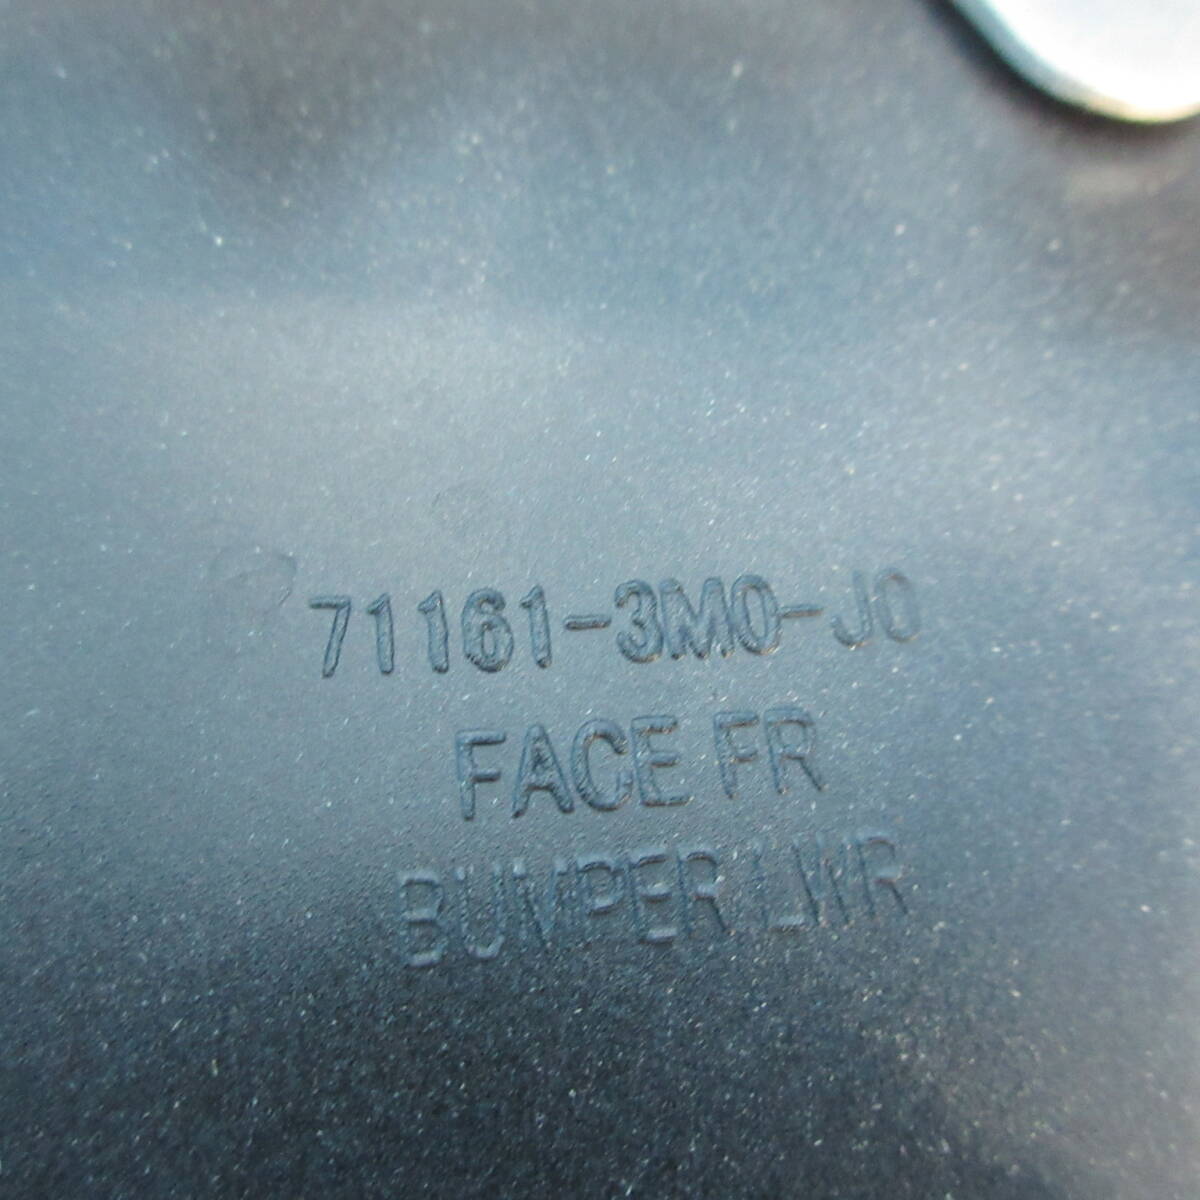 71161-3M0-J0
FACE FR
BUMPER LWR